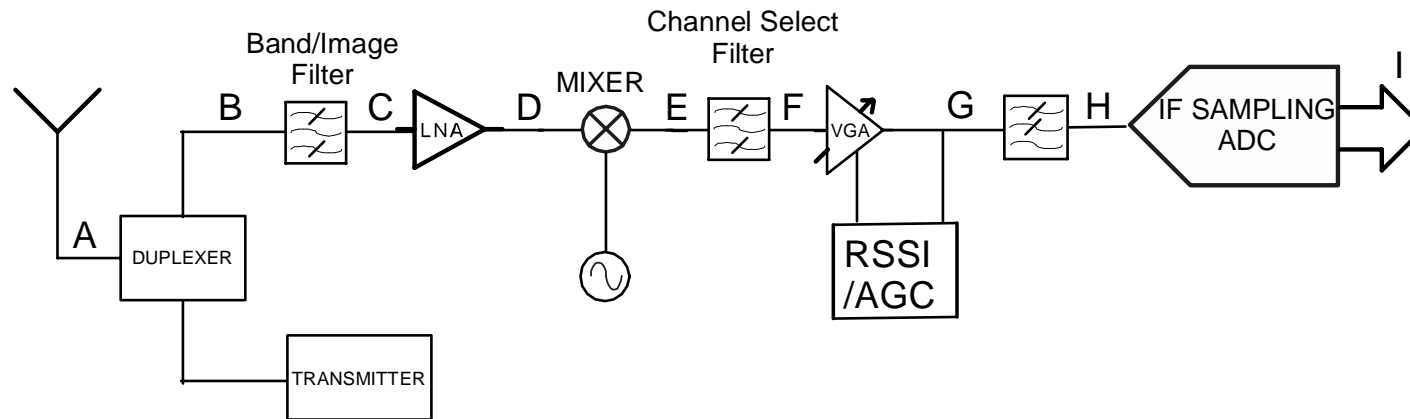 Channel Select
Filter
Band/Image
Filter
MIXER
A
B
C
LNA
D
E
F
VGA
G
H
IF SAMPLING
ADC
I
DUPLEXER
RSSI
/AGC
TRANSMITTER